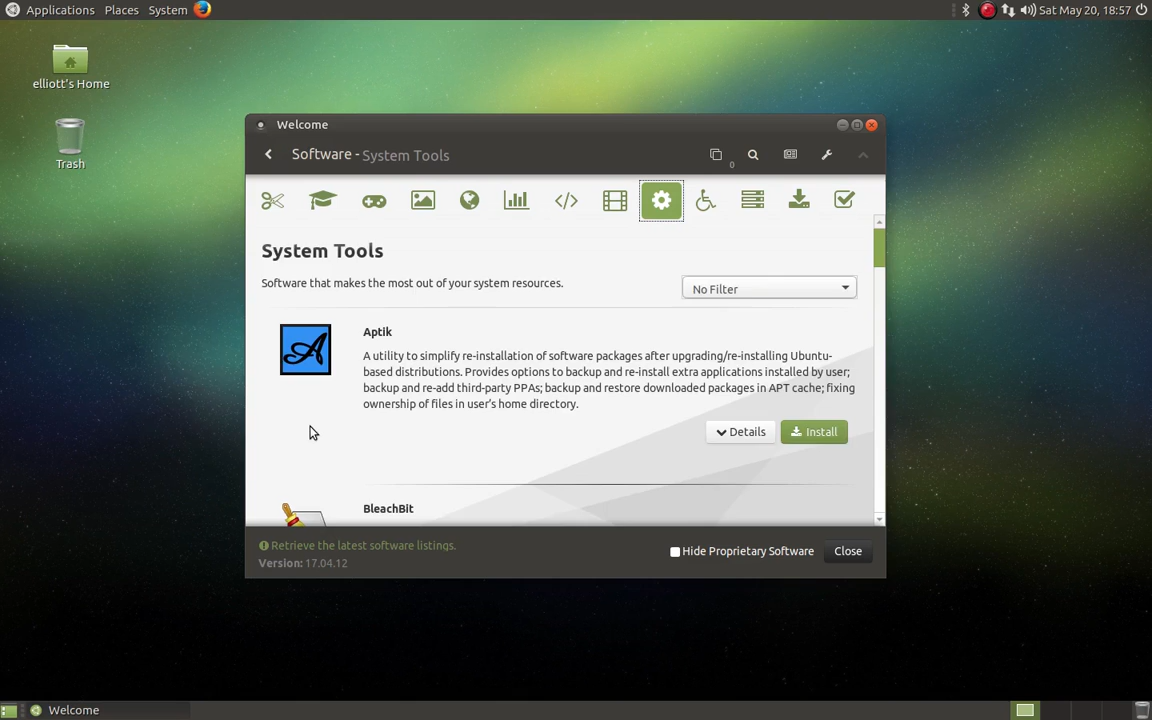 Applications Places System
Sat May 20, 18:57
elliott's Home
Trash
Welcome
Software - System Tools
0
System Tools
Software that makes the most out of your system resources.
No Filter
Aptik
A utility to simplify re-installation of software packages after upgrading/re-installing Ubuntu-
based distributions. Provides options to backup and re-install extra applications installed by user;
backup and re-add third-party PPAs; backup and restore downloaded packages in APT cache; fixing
ownership of files in user's home directory.
Details
Install
BleachBit
Retrieve the latest software listings.
Version: 17.04.12
Hide Proprietary Software
Close
Welcome